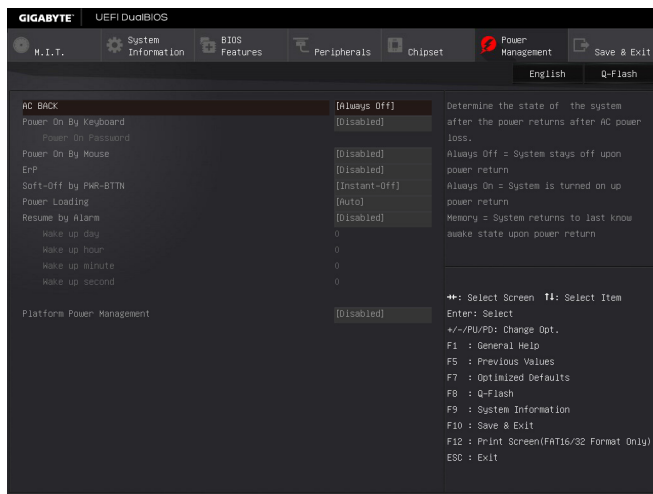 GIGABYTE™ UEFI DualBIOS
M.I.T.
System Information
BIOS Features
Peripherals
Chipset
Power Management
Save & Exit
English
Q-Flash
AC BACK [Always Off]
Power On By Keyboard [Disabled]
Power On Password
Power On By Mouse [Disabled]
ErP [Disabled]
Soft-Off by PWR-BTTN [Instant-Off]
Power Loading [Auto]
Resume by Alarm [Disabled]
Wake up day 0
Wake up hour 0
Wake up minute 0
Wake up second 0
Platform Power Management [Disabled]
Determine the state of the system
after the power returns after AC power
loss.
Always Off = System stays off upon
power return
Always On = System is turned on up
power return
Memory = System returns to last know
awake state upon power return
→←: Select Screen ↑↓: Select Item
Enter: Select
+/-/PU/PD: Change Opt.
F1 : General Help
F5 : Previous Values
F7 : Optimized Defaults
F8 : Q-Flash
F9 : System Information
F10 : Save & Exit
F12 : Print Screen(FAT16/32 Format Only)
ESC : Exit